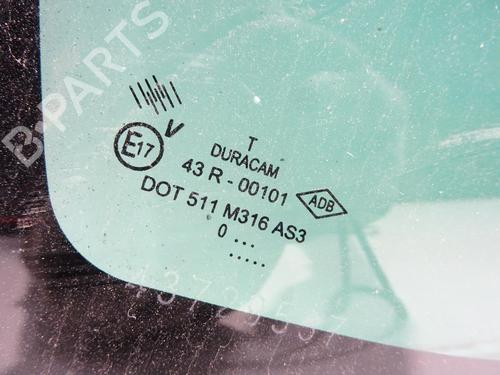 B-PARTS
V
T
DURACAM
E17
43 R - 00101
ADB
DOT 511 M316 AS3
0 ...
.....